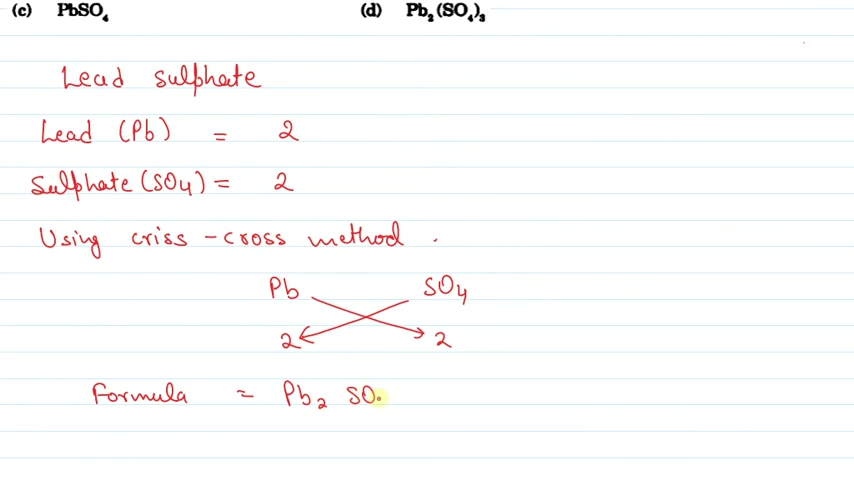 (c) PbSO₄ (d) Pb₂(SO₄)₃
Lead sulphate
Lead (Pb) = 2
Sulphate (SO₄) = 2
Using criss-cross method.
Pb SO₄
2 2
Formula = Pb₂ SO